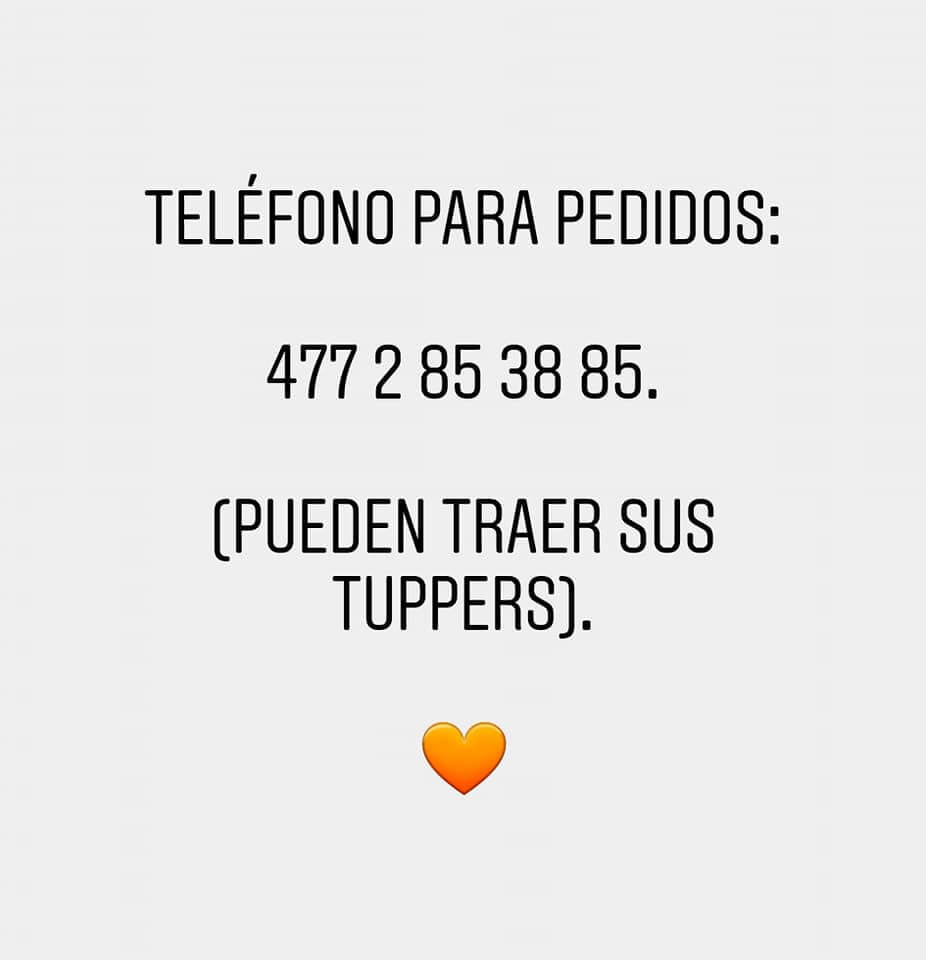 TELÉFONO PARA PEDIDOS:
477 2 85 38 85.
(PUEDEN TRAER SUS
TUPPERS).
🧡